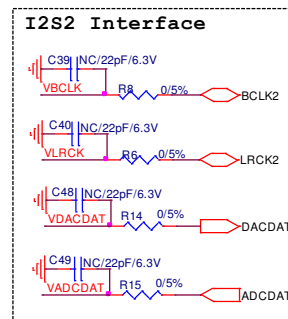 I2S2 Interface
C39 NC/22pF/6.3V
VBCLK R8 0/5% BCLK2
C40 NC/22pF/6.3V
VLRCK R6 0/5% LRCK2
C48 NC/22pF/6.3V
VDACDAT R14 0/5% DACDAT
C49 NC/22pF/6.3V
VADCDAT R15 0/5% ADCDAT